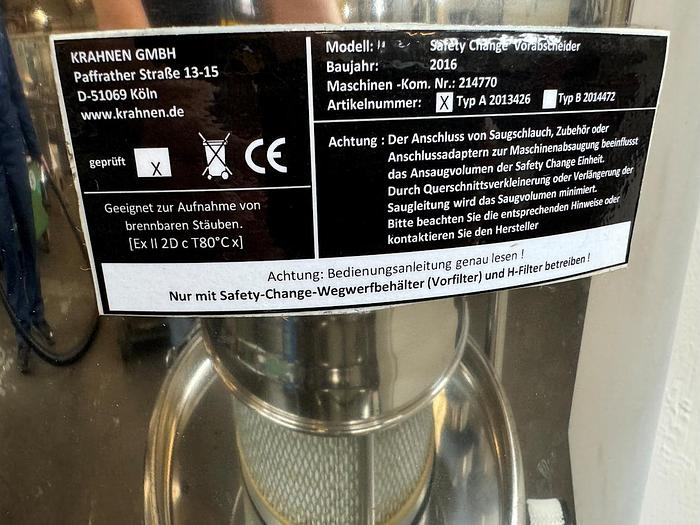 KRAHNEN GMBH
Paffrather Straße 13-15
D-51069 Köln
www.krahnen.de
geprüft X
CE
Geeignet zur Aufnahme von
brennbaren Stäuben.
[Ex II 2D c T80°C x]
Modell: Safety Change Vorabscheider
Baujahr: 2016
Maschinen -Kom. Nr.: 214770
Artikelnummer: X Typ A 2013426 Typ B 2014472
Achtung : Der Anschluss von Saugschlauch, Zubehör oder
Anschlussadaptern zur Maschinenabsaugung beeinflusst
das Ansaugvolumen der Safety Change Einheit.
Durch Querschnittsverkleinerung oder Verlängerung der
Saugleitung wird das Saugvolumen minimiert.
Bitte beachten Sie die entsprechenden Hinweise oder
kontaktieren Sie den Hersteller
Achtung: Bedienungsanleitung genau lesen !
Nur mit Safety-Change-Wegwerfbehälter (Vorfilter) und H-Filter betreiben !